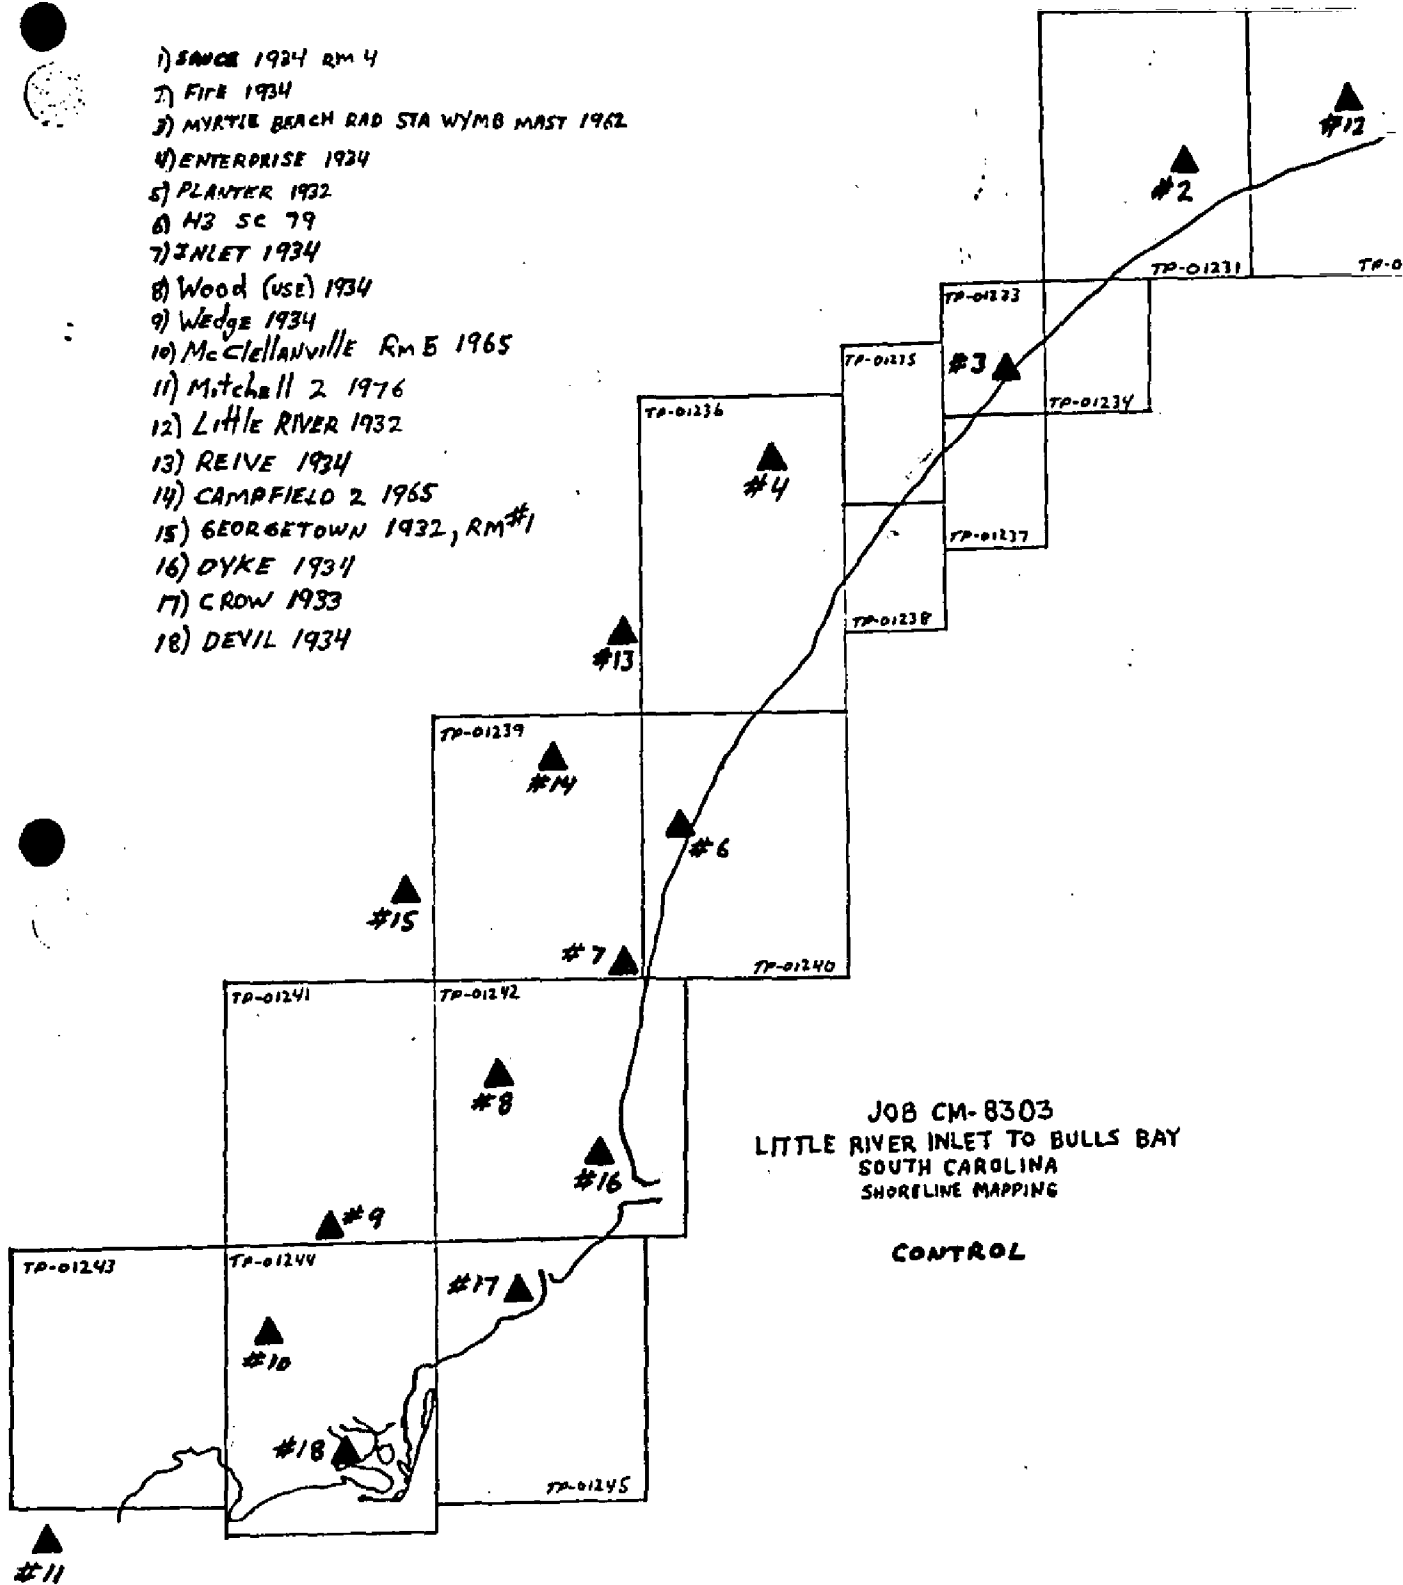 1) SAUCE 1934 RM 4
2) FIFE 1934
3) MYRTLE BEACH RAD STA WYMB MAST 1962
4) ENTERPRISE 1934
5) PLANTER 1932
6) H3 SC 79
7) INLET 1934
8) Wood (USE) 1934
9) WEdgE 1934
10) McClellANVillE RM 5 1965
11) Mitchell 2 1976
12) Little RIVER 1932
13) REIVE 1934
14) CAMPFIELD 2 1965
15) GEORGETOWN 1932, RM#1
16) DYKE 1934
17) CROW 1933
18) DEVIL 1934
#12
#2
TP-01231
TP-0
TP-01233
#3
TP-01234
TP-01235
TP-01236
#4
TP-01237
TP-01238
#13
TP-01239
#14
#6
#15
#7
TP-01240
TP-01241
TP-01242
#8
#16
#9
JOB CM-8303
LITTLE RIVER INLET TO BULLS BAY
SOUTH CAROLINA
SHORELINE MAPPING
CONTROL
TP-01243
TP-01244
#17
#10
#18
TP-01245
#11